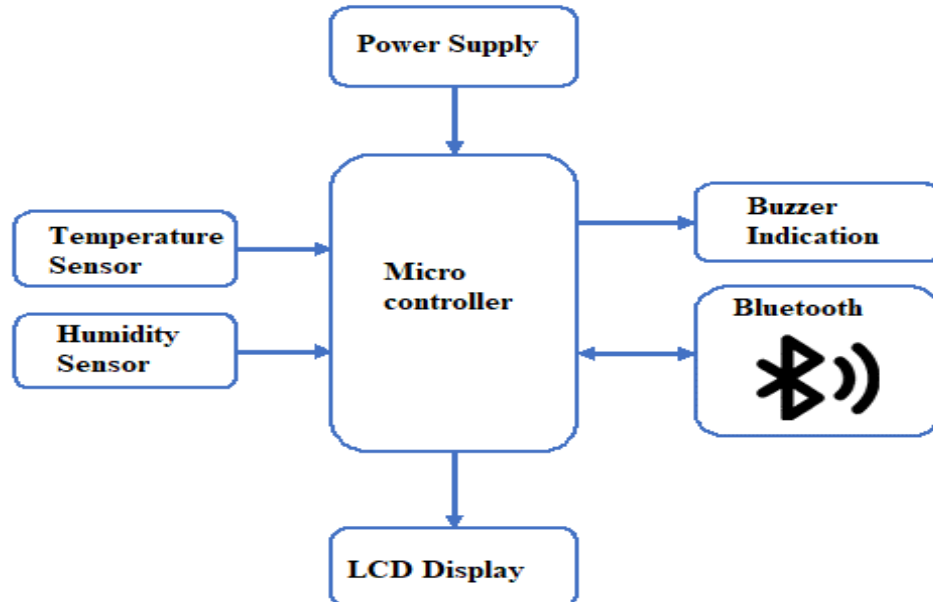 Power Supply
Temperature
Sensor
Humidity
Sensor
Micro
controller
Buzzer
Indication
Bluetooth
LCD Display